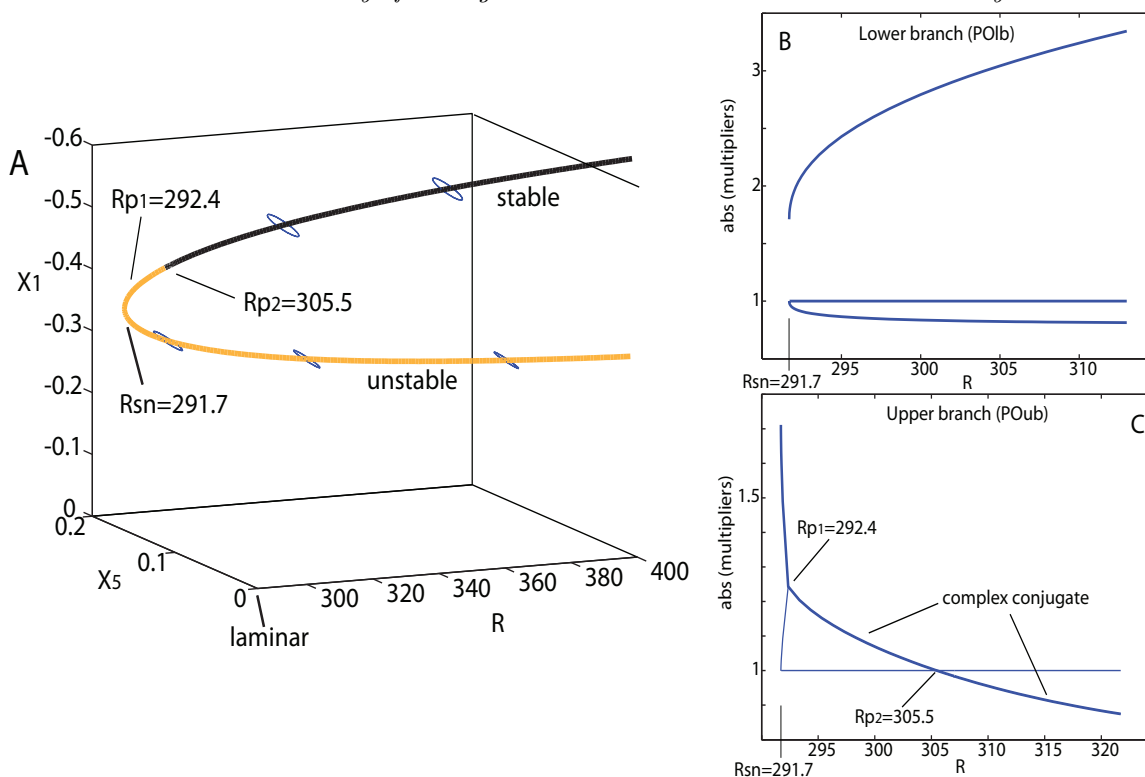 A
-0.6
-0.5
-0.4
-0.3
-0.2
-0.1
0
X1
Rp1=292.4
Rp2=305.5
Rsn=291.7
stable
unstable
0.2
0.1
0
X5
laminar
300
320
340
360
380
400
R
B
Lower branch (POlb)
abs (multipliers)
3
2
1
295
300
305
310
R
Rsn=291.7
C
Upper branch (POub)
abs (multipliers)
1.5
1
Rp1=292.4
complex conjugate
Rp2=305.5
295
300
305
310
315
320
R
Rsn=291.7